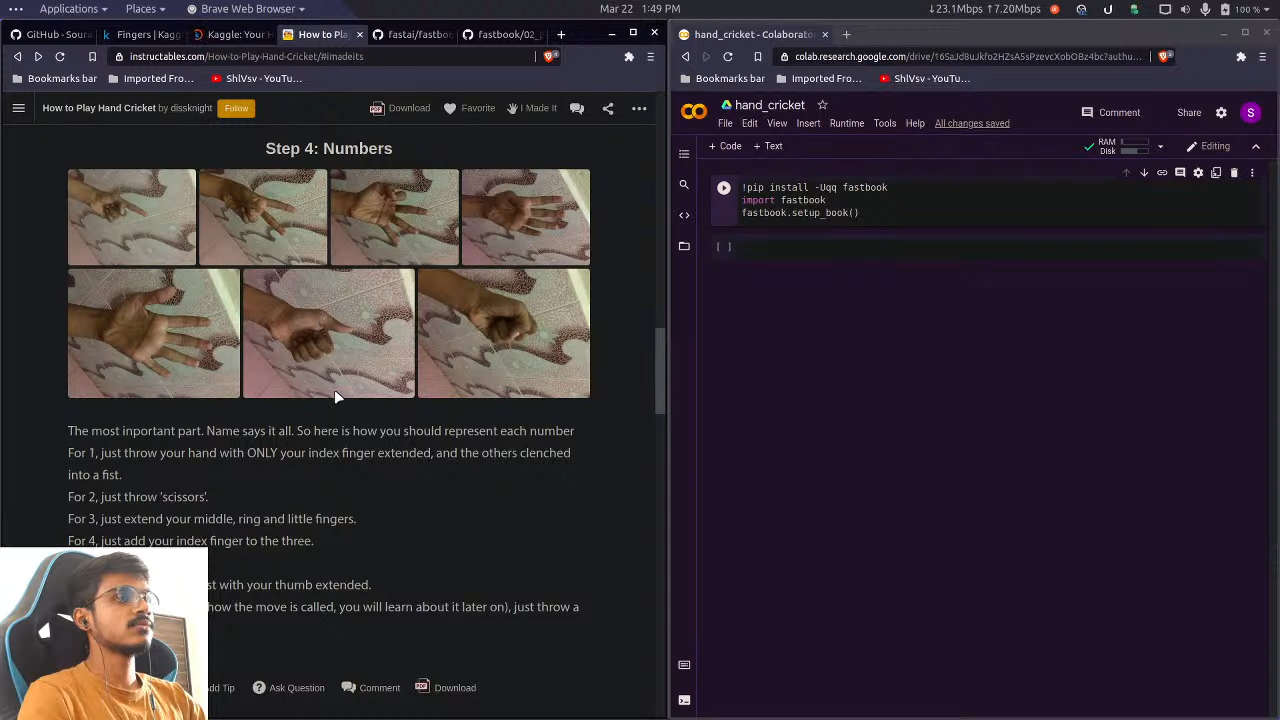 Applications
Places
Brave Web Browser
Mar 22 1:49 PM
↓23.1Mbps ↑7.20Mbps
100 %
GitHub - Sour
Fingers | Kagg
Kaggle: Your H
How to Play
fastai/fastboo
fastbook/02_
instructables.com/How-to-Play-Hand-Cricket/#imadeits
Bookmarks bar
Imported Fro...
ShlVsv - YouTu...
How to Play Hand Cricket by dissknight
Follow
Download
Favorite
I Made It
Step 4: Numbers
The most inportant part. Name says it all. So here is how you should represent each number
For 1, just throw your hand with ONLY your index finger extended, and the others clenched
into a fist.
For 2, just throw 'scissors'.
For 3, just extend your middle, ring and little fingers.
For 4, just add your index finger to the three.
st with your thumb extended.
how the move is called, you will learn about it later on), just throw a
dd Tip
Ask Question
Comment
Download
hand_cricket - Colaborato
colab.research.google.com/drive/16SaJd8uJkfo2HZsA5sPzevcXobOBz4bc?authu...
Bookmarks bar
Imported Fro...
ShlVsv - YouTu...
hand_cricket
Comment
Share
S
File Edit View Insert Runtime Tools Help All changes saved
+ Code + Text
RAM
Disk
Editing
!pip install -Uqq fastbook
import fastbook
fastbook.setup_book()
[ ]